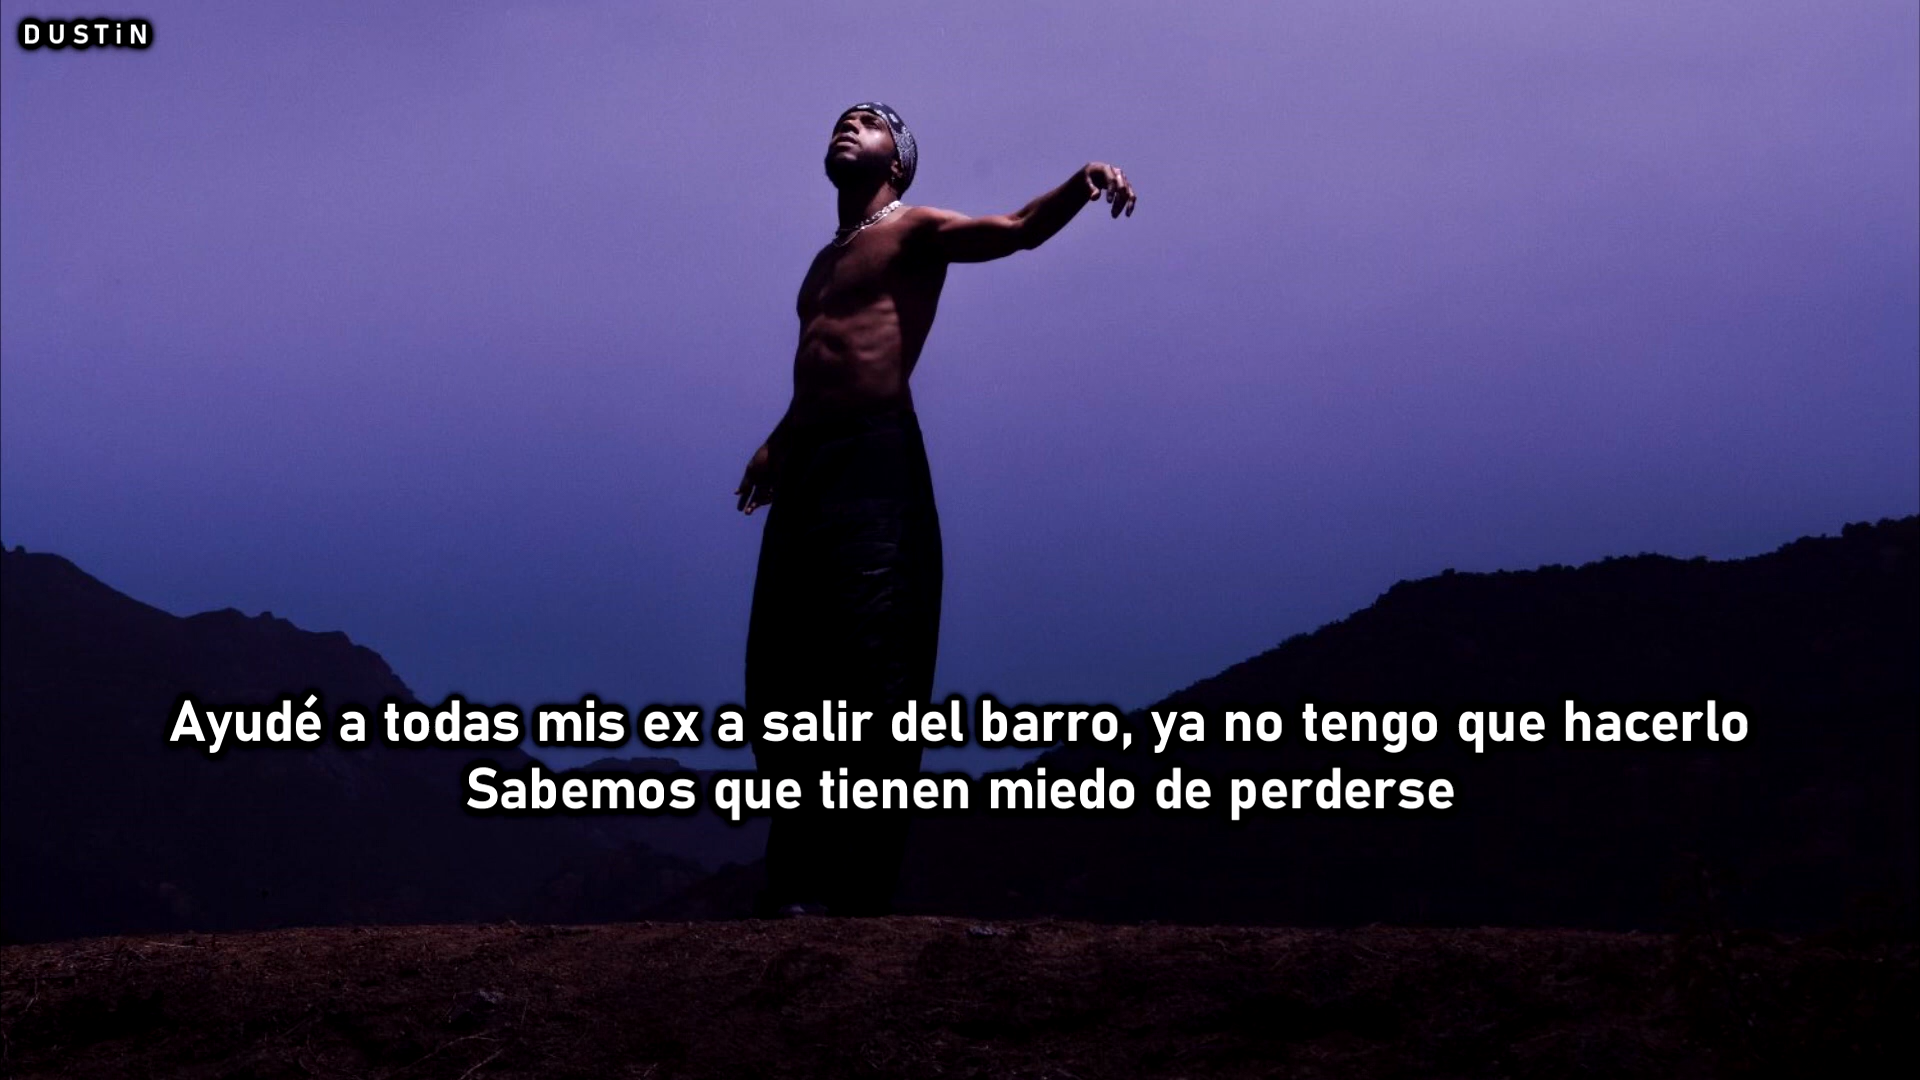 DUSTiN
Ayudé a todas mis ex a salir del barro, ya no tengo que hacerlo
Sabemos que tienen miedo de perderse